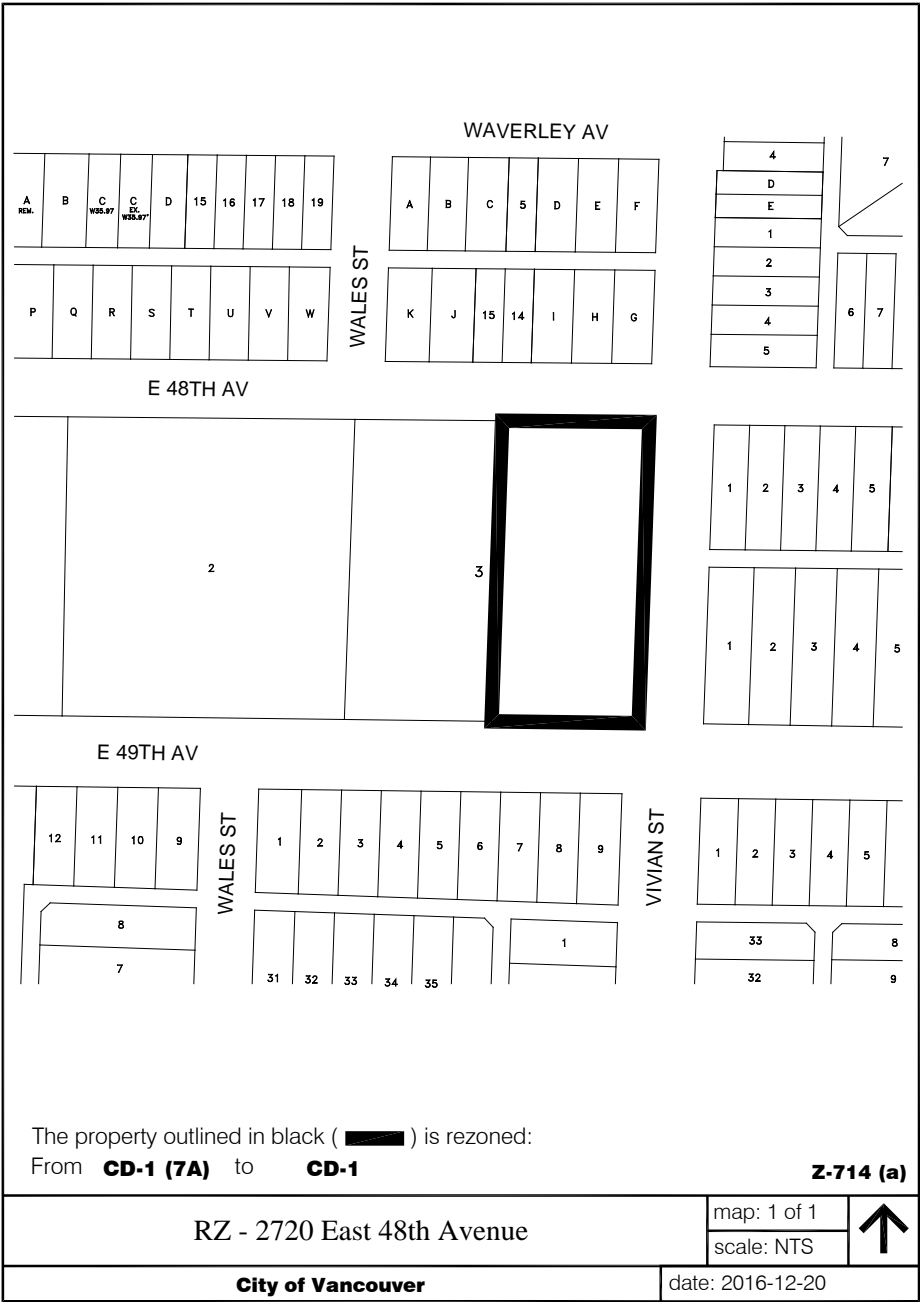 WAVERLEY AV
A B C C D 15 16 17 18 19
REM. W35.97 EX. W35.97'
A B C 5 D E F
4
D
E
1
2
3
4
5
7
P Q R S T U V W
WALES ST
K J 15 14 I H G
6 7
E 48TH AV
2
3
1 2 3 4 5
1 2 3 4 5
E 49TH AV
12 11 10 9
WALES ST
1 2 3 4 5 6 7 8 9
VIVIAN ST
1 2 3 4 5
8
7
31 32 33 34 35
1
33
32
8
9
The property outlined in black ( ) is rezoned:
From CD-1 (7A) to CD-1
Z-714 (a)
RZ - 2720 East 48th Avenue
map: 1 of 1
scale: NTS
City of Vancouver
date: 2016-12-20